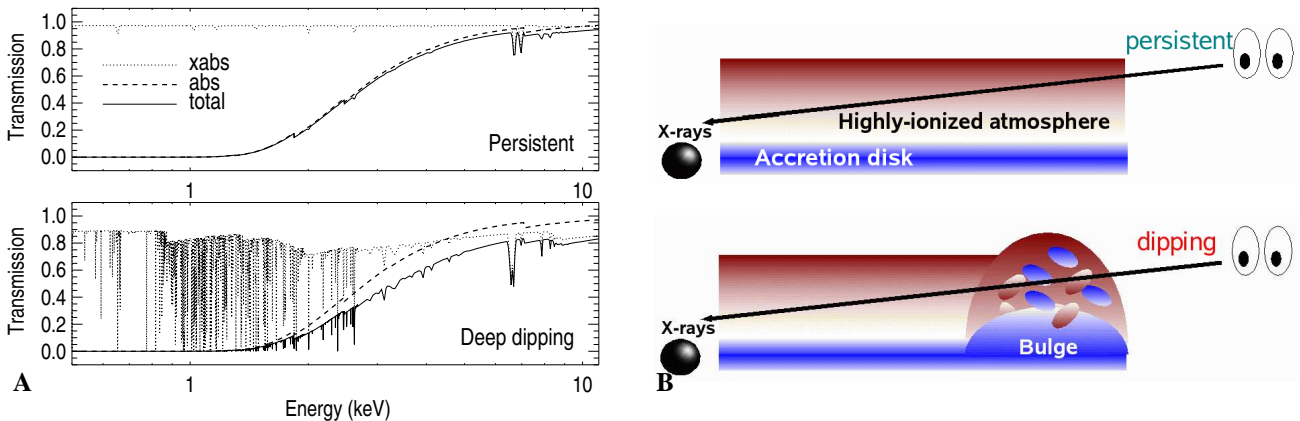 1.0
0.8
0.6
0.4
0.2
0.0
Transmission
xabs
abs
total
Persistent
1
10
1.0
0.8
0.6
0.4
0.2
0.0
Transmission
Deep dipping
1
10
Energy (keV)
A
persistent
Highly-ionized atmosphere
X-rays
Accretion disk
dipping
X-rays
Bulge
B